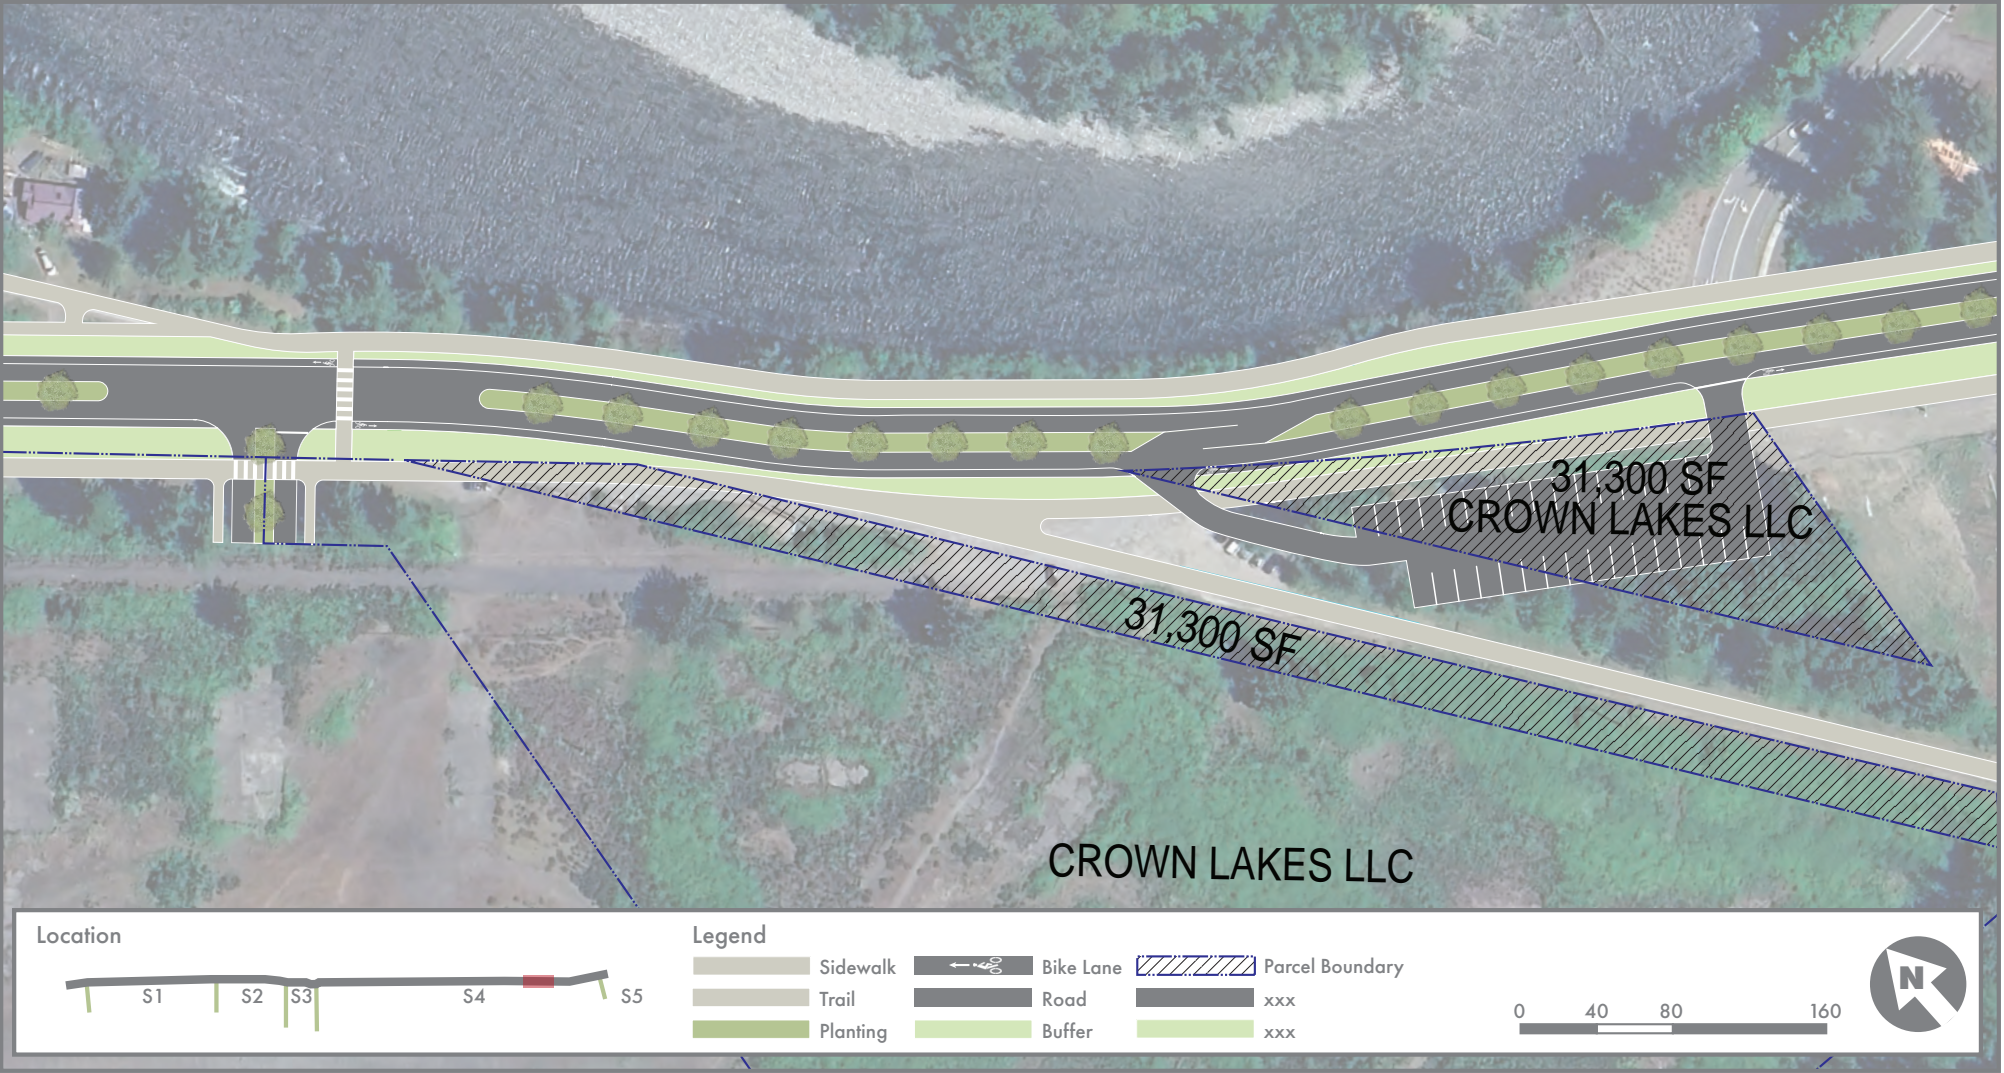 31,300 SF
CROWN LAKES LLC
31,300 SF
CROWN LAKES LLC
Location
S1
S2
S3
S4
S5
Legend
Sidewalk
Bike Lane
Parcel Boundary
Trail
Road
xxx
Planting
Buffer
xxx
0 40 80 160
N